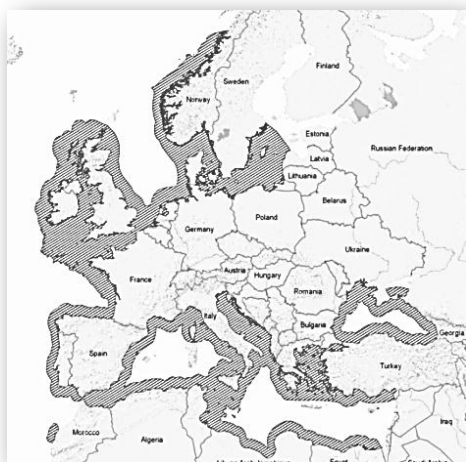 Finland
Sweden
Norway
Estonia
Russian Federation
Latvia
Lithuania
Belarus
Poland
Germany
Ukraine
France
Austria
Hungary
Romania
Italy
Bulgaria
Georgia
Spain
Turkey
Iraq
Morocco
Algeria